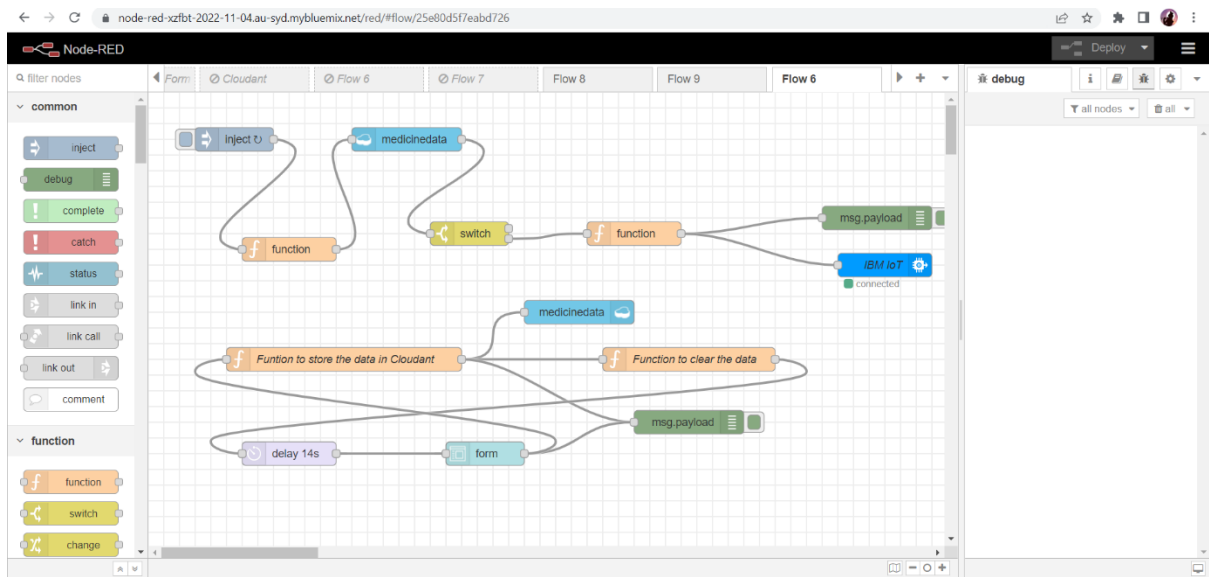 node-red-xzfbt-2022-11-04.au-syd.mybluemix.net/red/#flow/25e80d5f7eabd726
Node-RED
Deploy
filter nodes
Form
Cloudant
Flow 6
Flow 7
Flow 8
Flow 9
Flow 6
debug
i
all nodes
all
common
inject
debug
complete
catch
status
link in
link call
link out
comment
function
function
switch
change
inject ↻
medicinedata
function
switch
function
msg.payload
IBM IoT
connected
medicinedata
Funtion to store the data in Cloudant
Function to clear the data
msg.payload
delay 14s
form